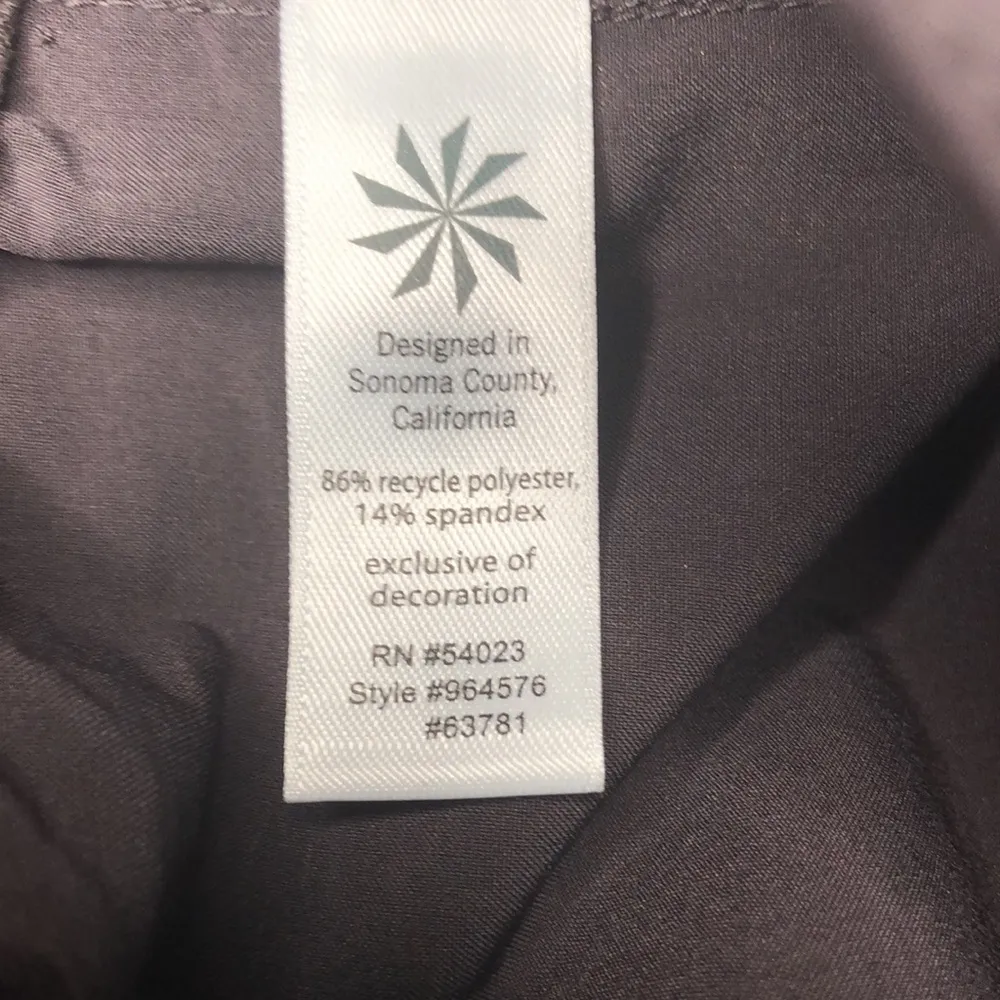 Designed in
Sonoma County,
California
86% recycle polyester,
14% spandex
exclusive of
decoration
RN #54023
Style #964576
#63781